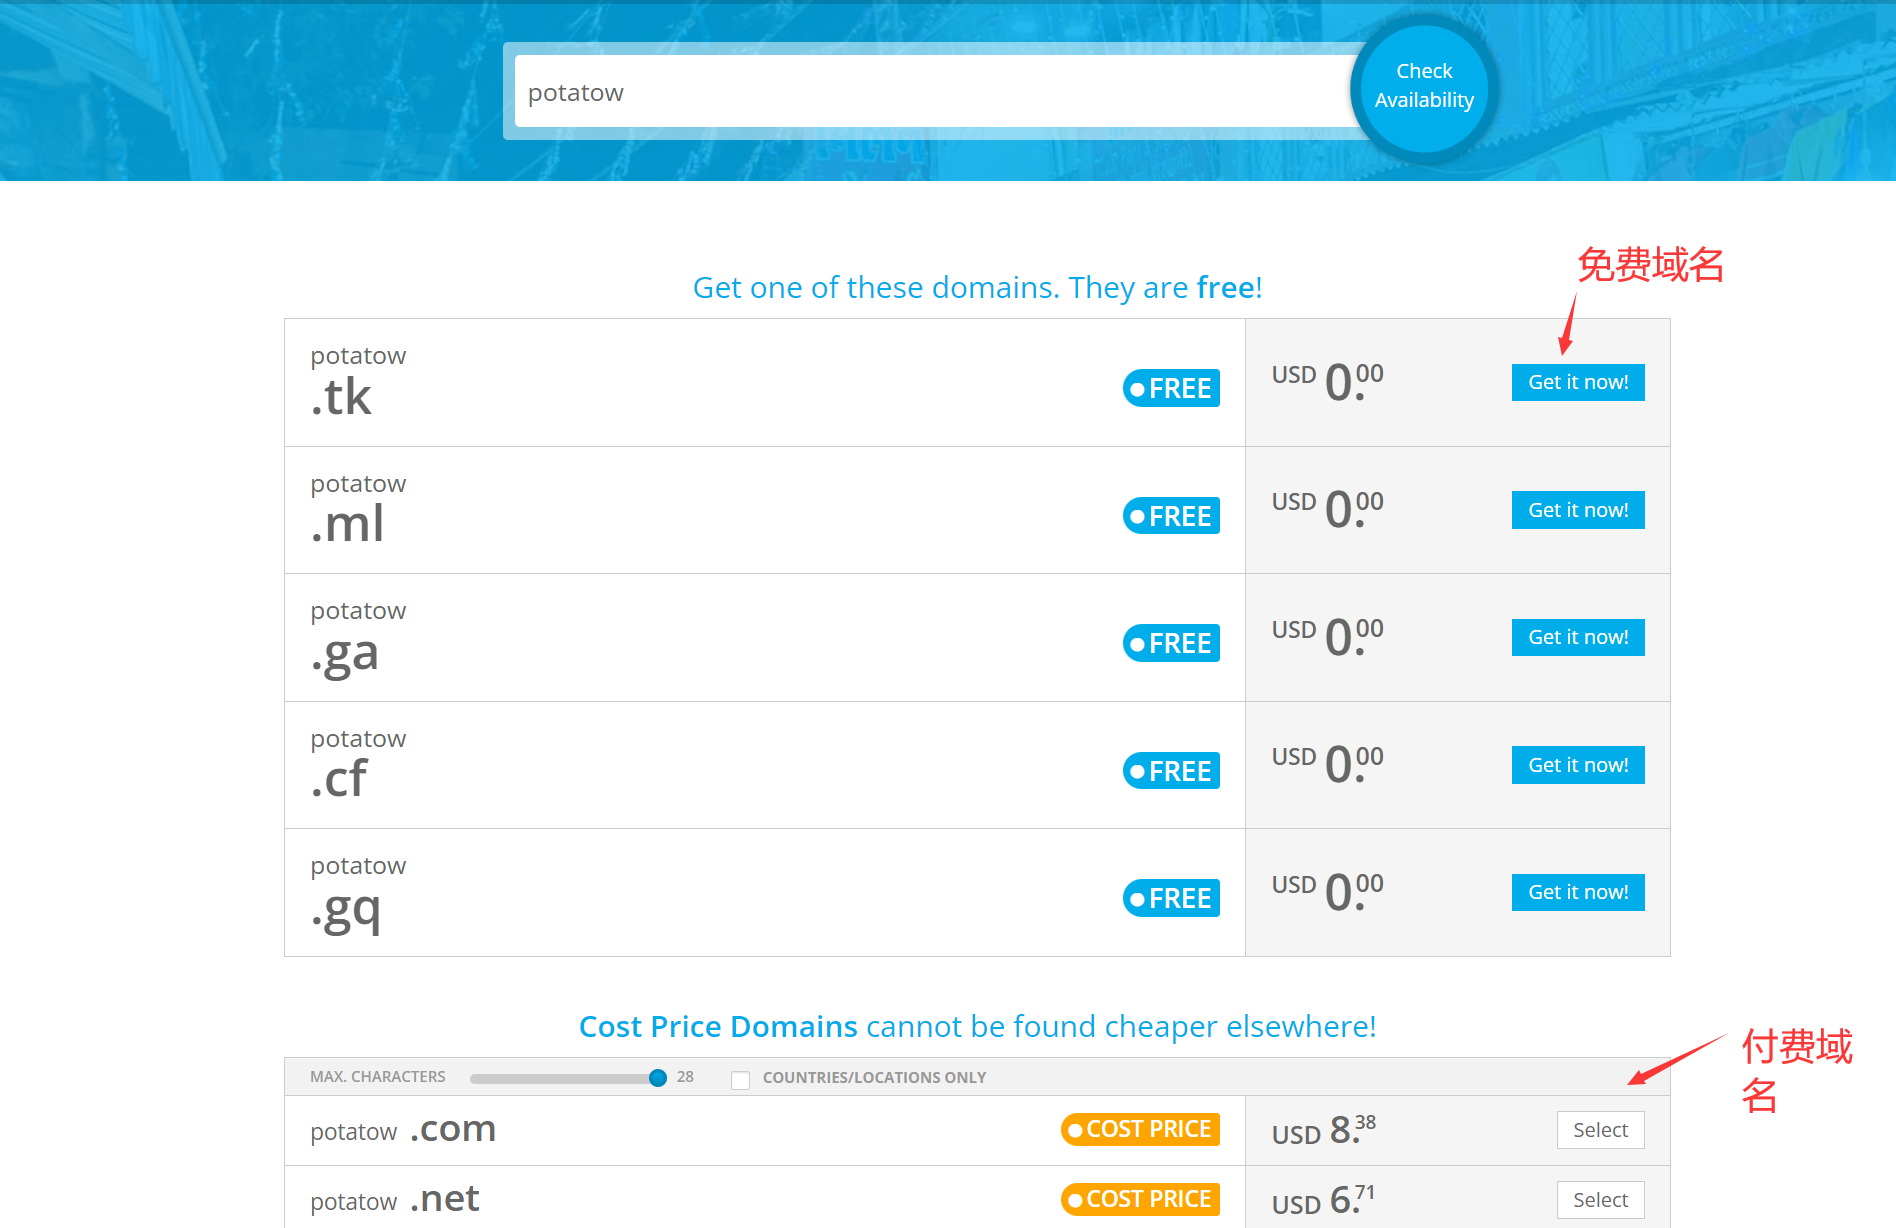 potatow
Check
Availability
免费域名
Get one of these domains. They are free!
potatow
.tk
FREE
USD 0.00
Get it now!
potatow
.ml
FREE
USD 0.00
Get it now!
potatow
.ga
FREE
USD 0.00
Get it now!
potatow
.cf
FREE
USD 0.00
Get it now!
potatow
.gq
FREE
USD 0.00
Get it now!
Cost Price Domains cannot be found cheaper elsewhere!
付费域
名
MAX. CHARACTERS 28 COUNTRIES/LOCATIONS ONLY
potatow .com COST PRICE USD 8.38 Select
potatow .net COST PRICE USD 6.71 Select